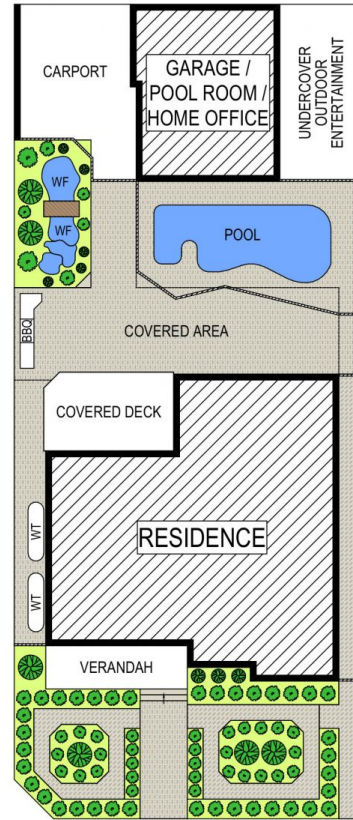 CARPORT
GARAGE /
POOL ROOM /
HOME OFFICE
UNDERCOVER
OUTDOOR
ENTERTAINMENT
WF
WF
POOL
BBQ
COVERED AREA
COVERED DECK
RESIDENCE
WT
WT
VERANDAH